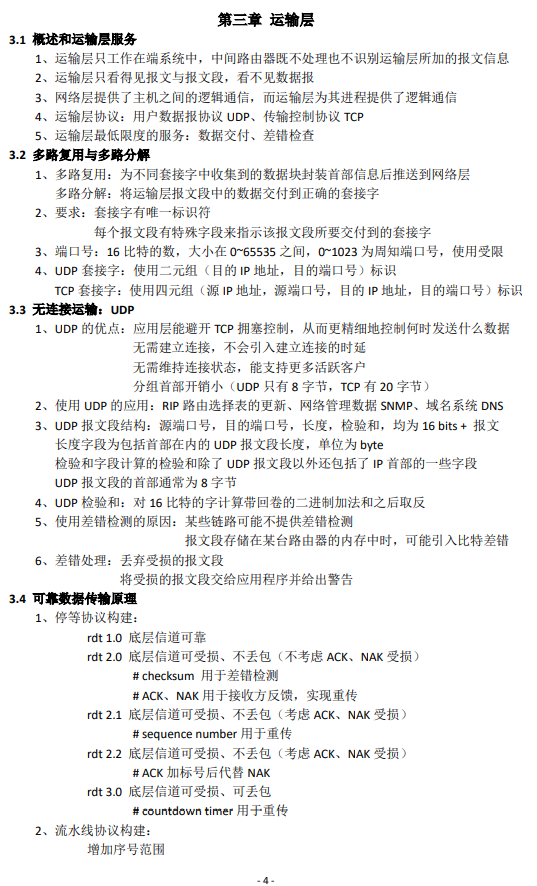 第三章 运输层
3.1 概述和运输层服务
1、运输层只工作在端系统中，中间路由器既不处理也不识别运输层所加的报文信息
2、运输层只看得见报文与报文段，看不见数据报
3、网络层提供了主机之间的逻辑通信，而运输层为其进程提供了逻辑通信
4、运输层协议：用户数据报协议 UDP、传输控制协议 TCP
5、运输层最低限度的服务：数据交付、差错检查
3.2 多路复用与多路分解
1、多路复用：为不同套接字中收集到的数据块封装首部信息后推送到网络层
多路分解：将运输层报文段中的数据交付到正确的套接字
2、要求：套接字有唯一标识符
每个报文段有特殊字段来指示该报文段所要交付到的套接字
3、端口号：16 比特的数，大小在 0~65535 之间，0~1023 为周知端口号，使用受限
4、UDP 套接字：使用二元组（目的 IP 地址，目的端口号）标识
TCP 套接字：使用四元组（源 IP 地址，源端口号，目的 IP 地址，目的端口号）标识
3.3 无连接运输：UDP
1、UDP 的优点：应用层能避开 TCP 拥塞控制，从而更精细地控制何时发送什么数据
无需建立连接，不会引入建立连接的时延
无需维持连接状态，能支持更多活跃客户
分组首部开销小（UDP 只有 8 字节，TCP 有 20 字节）
2、使用 UDP 的应用：RIP 路由选择表的更新、网络管理数据 SNMP、域名系统 DNS
3、UDP 报文段结构：源端口号，目的端口号，长度，检验和，均为 16 bits + 报文
长度字段为包括首部在内的 UDP 报文段长度，单位为 byte
检验和字段计算的检验和除了 UDP 报文段以外还包括了 IP 首部的一些字段
UDP 报文段的首部通常为 8 字节
4、UDP 检验和：对 16 比特的字计算带回卷的二进制加法和之后取反
5、使用差错检测的原因：某些链路可能不提供差错检测
报文段存储在某台路由器的内存中时，可能引入比特差错
6、差错处理：丢弃受损的报文段
将受损的报文段交给应用程序并给出警告
3.4 可靠数据传输原理
1、停等协议构建：
rdt 1.0 底层信道可靠
rdt 2.0 底层信道可受损、不丢包（不考虑 ACK、NAK 受损）
# checksum 用于差错检测
# ACK、NAK 用于接收方反馈，实现重传
rdt 2.1 底层信道可受损、不丢包（考虑 ACK、NAK 受损）
# sequence number 用于重传
rdt 2.2 底层信道可受损、不丢包（考虑 ACK、NAK 受损）
# ACK 加标号后代替 NAK
rdt 3.0 底层信道可受损、可丢包
# countdown timer 用于重传
2、流水线协议构建：
增加序号范围
- 4 -